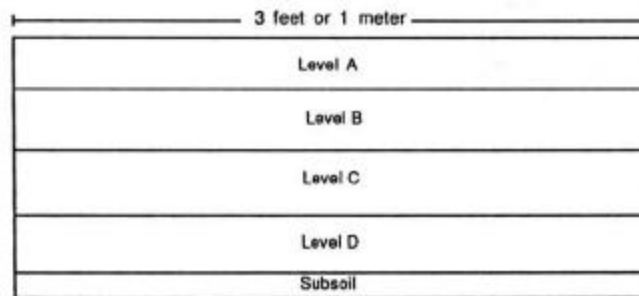 3 feet or 1 meter
Level A
Level B
Level C
Level D
Subsoil